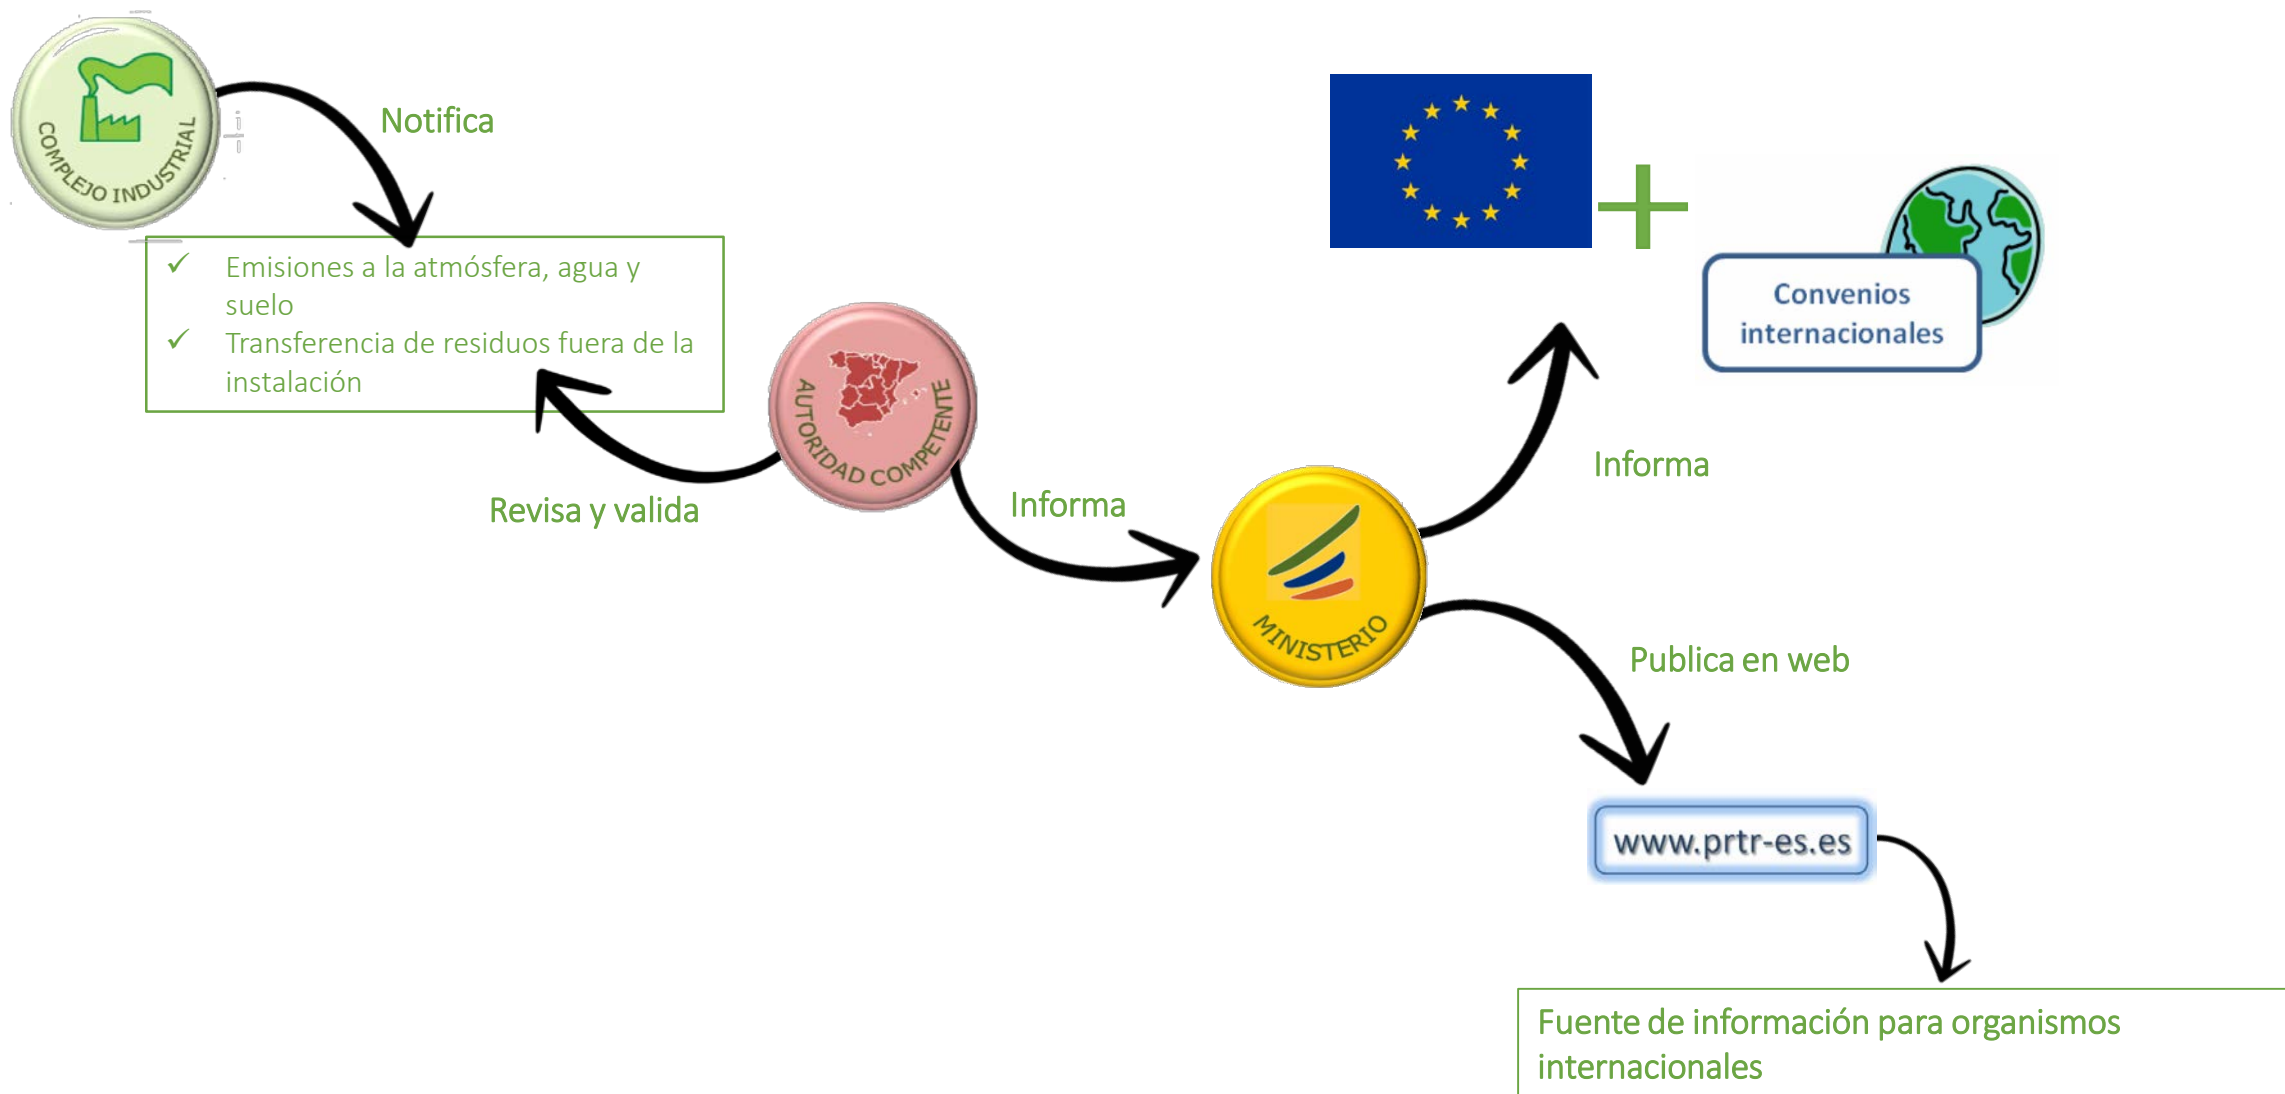 COMPLEJO INDUSTRIAL
Notifica
✓ Emisiones a la atmósfera, agua y
suelo
✓ Transferencia de residuos fuera de la
instalación
AUTORIDAD COMPETENTE
Revisa y valida
Informa
MINISTERIO
Informa
Convenios
internacionales
Publica en web
www.prtr-es.es
Fuente de información para organismos
internacionales